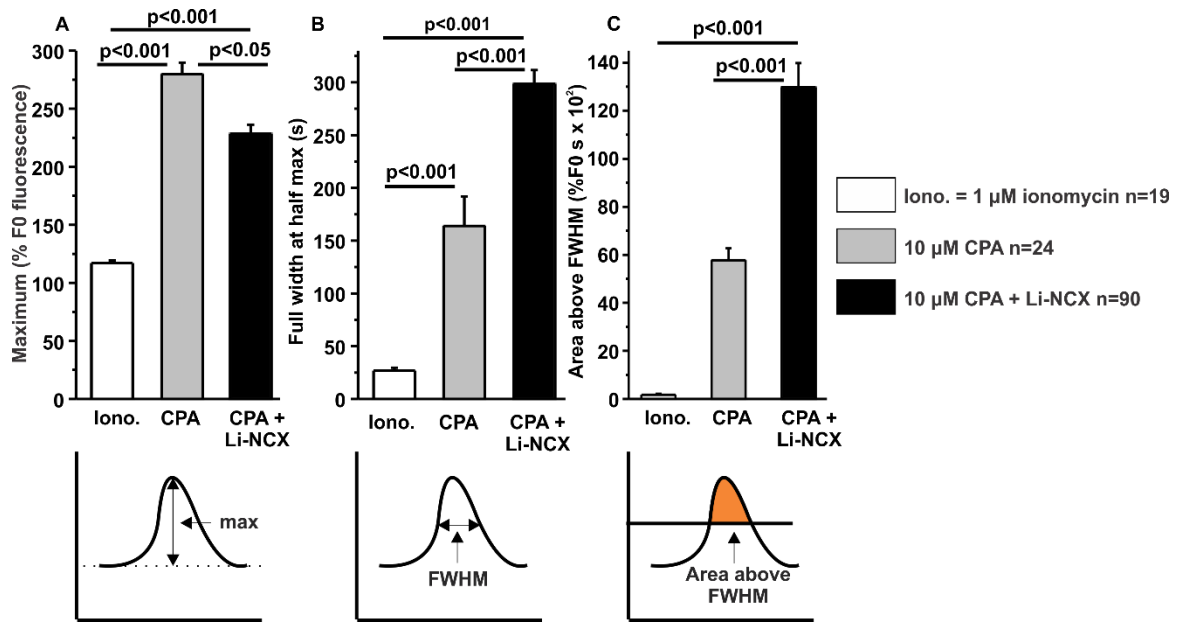 A
p<0.001
p<0.001
p<0.05
Maximum (% F0 fluorescence)
300
250
200
150
100
50
0
Iono.
CPA
CPA +
Li-NCX
B
p<0.001
p<0.001
p<0.001
Full width at half max (s)
300
250
200
150
100
50
0
Iono.
CPA
CPA +
Li-NCX
C
p<0.001
p<0.001
Area above FWHM (%F0 s x 10²)
140
120
100
80
60
40
20
0
Iono.
CPA
CPA +
Li-NCX
Iono. = 1 µM ionomycin n=19
10 µM CPA n=24
10 µM CPA + Li-NCX n=90
max
FWHM
Area above
FWHM